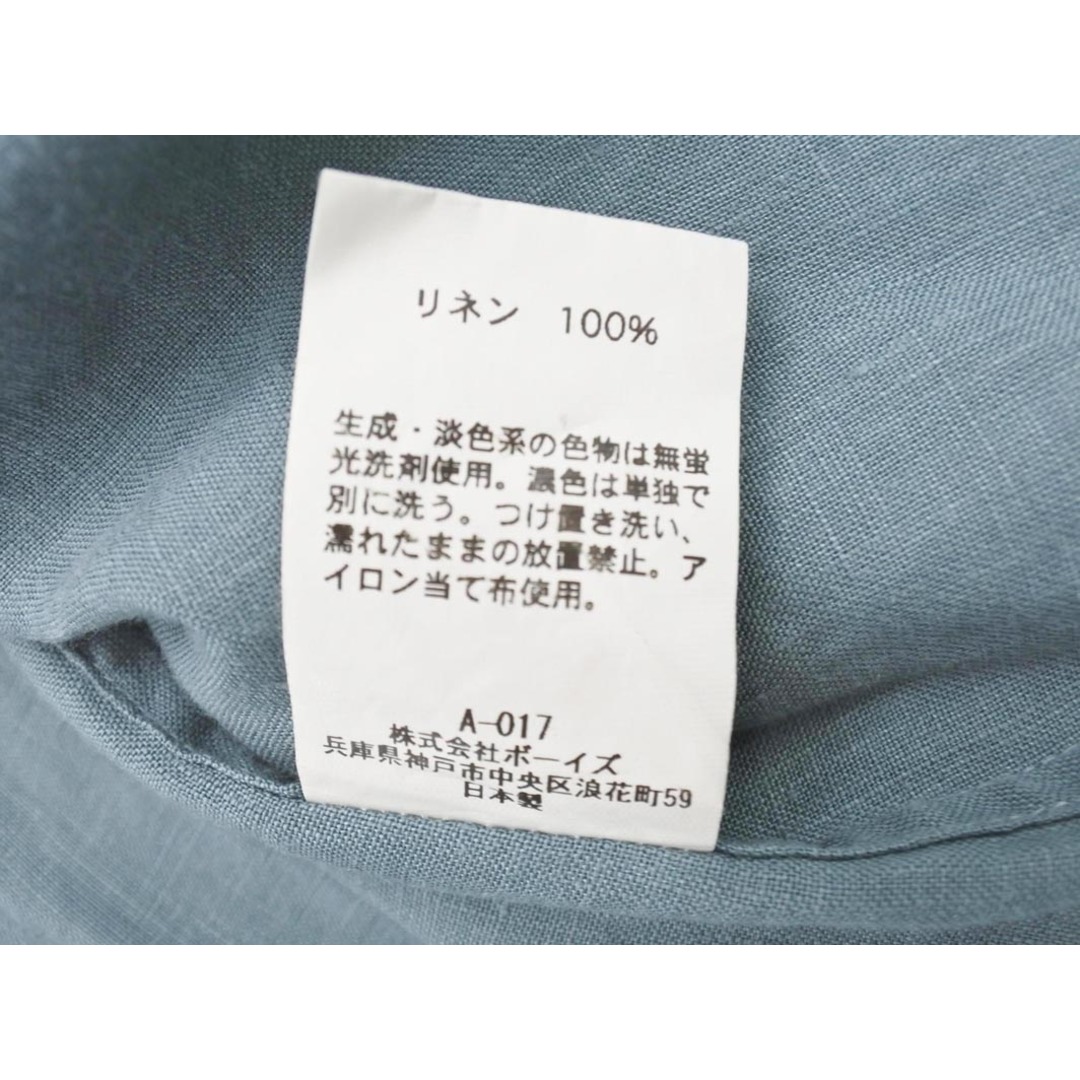 リネン 100%
生成・淡色系の色物は無蛍
光洗剤使用。濃色は単独で
別に洗う。つけ置き洗い、
濡れたままの放置禁止。ア
イロン当て布使用。
A-017
株式会社ボーイズ
兵庫県神戸市中央区浪花町59
日本製